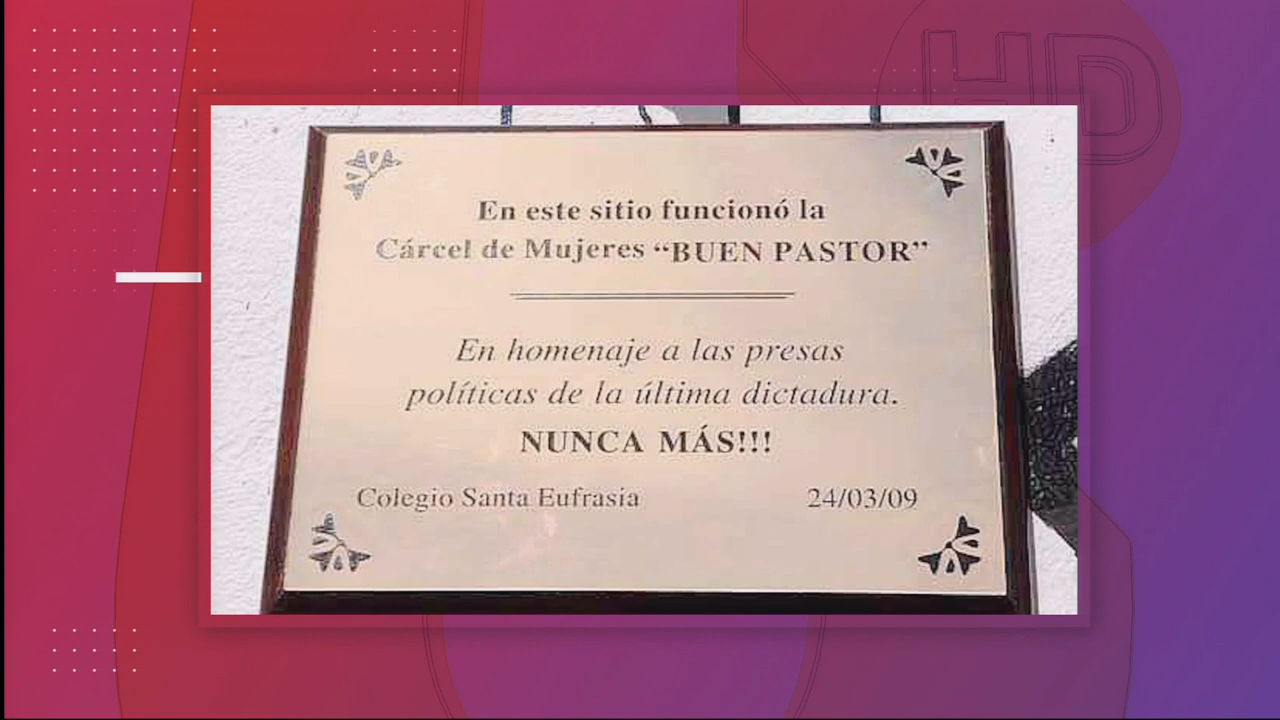 HD
En este sitio funcionó la
Cárcel de Mujeres “BUEN PASTOR”
En homenaje a las presas
políticas de la última dictadura.
NUNCA MÁS!!!
Colegio Santa Eufrasia 24/03/09